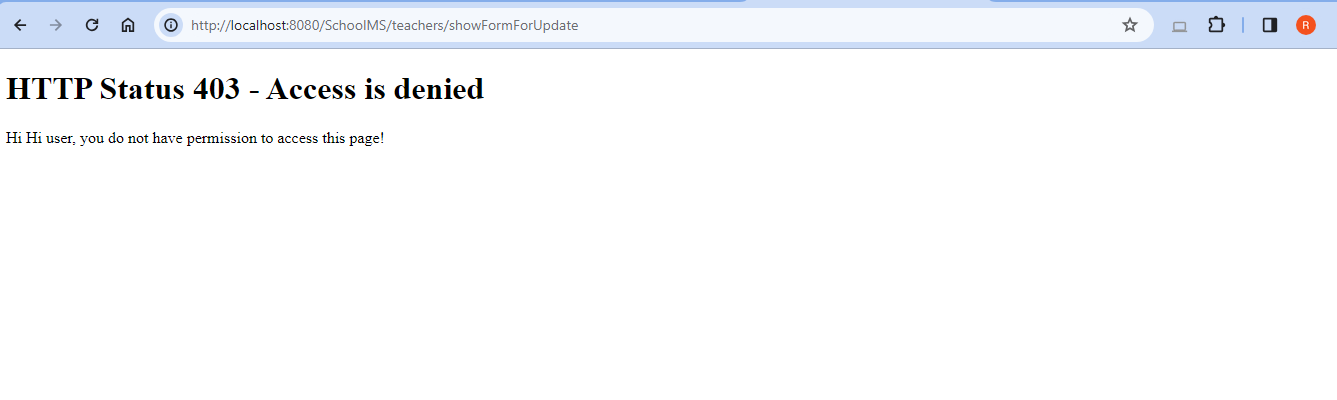 http://localhost:8080/SchoolMS/teachers/showFormForUpdate
R
HTTP Status 403 - Access is denied
Hi Hi user, you do not have permission to access this page!